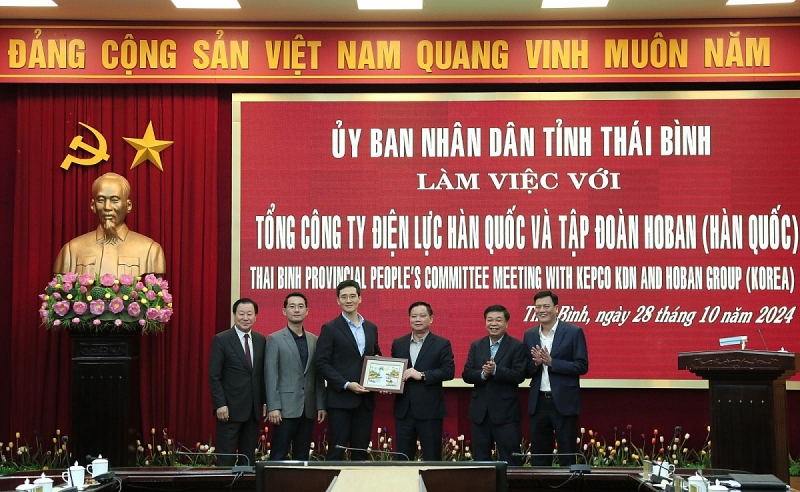 ĐẢNG CỘNG SẢN VIỆT NAM QUANG VINH MUÔN NĂM
ỦY BAN NHÂN DÂN TỈNH THÁI BÌNH
LÀM VIỆC VỚI
TỔNG CÔNG TY ĐIỆN LỰC HÀN QUỐC VÀ TẬP ĐOÀN HOBAN (HÀN QUỐC)
THAI BINH PROVINCIAL PEOPLE'S COMMITTEE MEETING WITH KEPCO KDN AND HOBAN GROUP (KOREA)
Bình, ngày 28 tháng 10 năm 2024